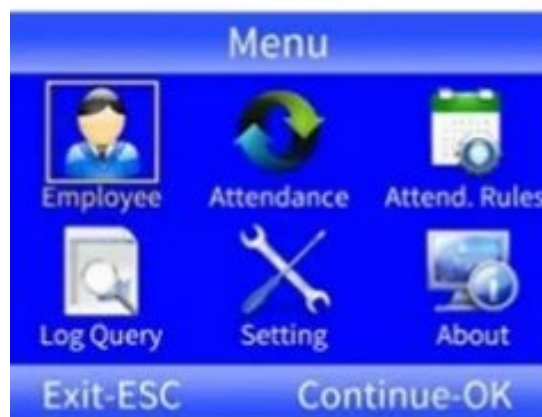 Menu
Employee Attendance Attend. Rules
Log Query Setting About
Exit-ESC Continue-OK